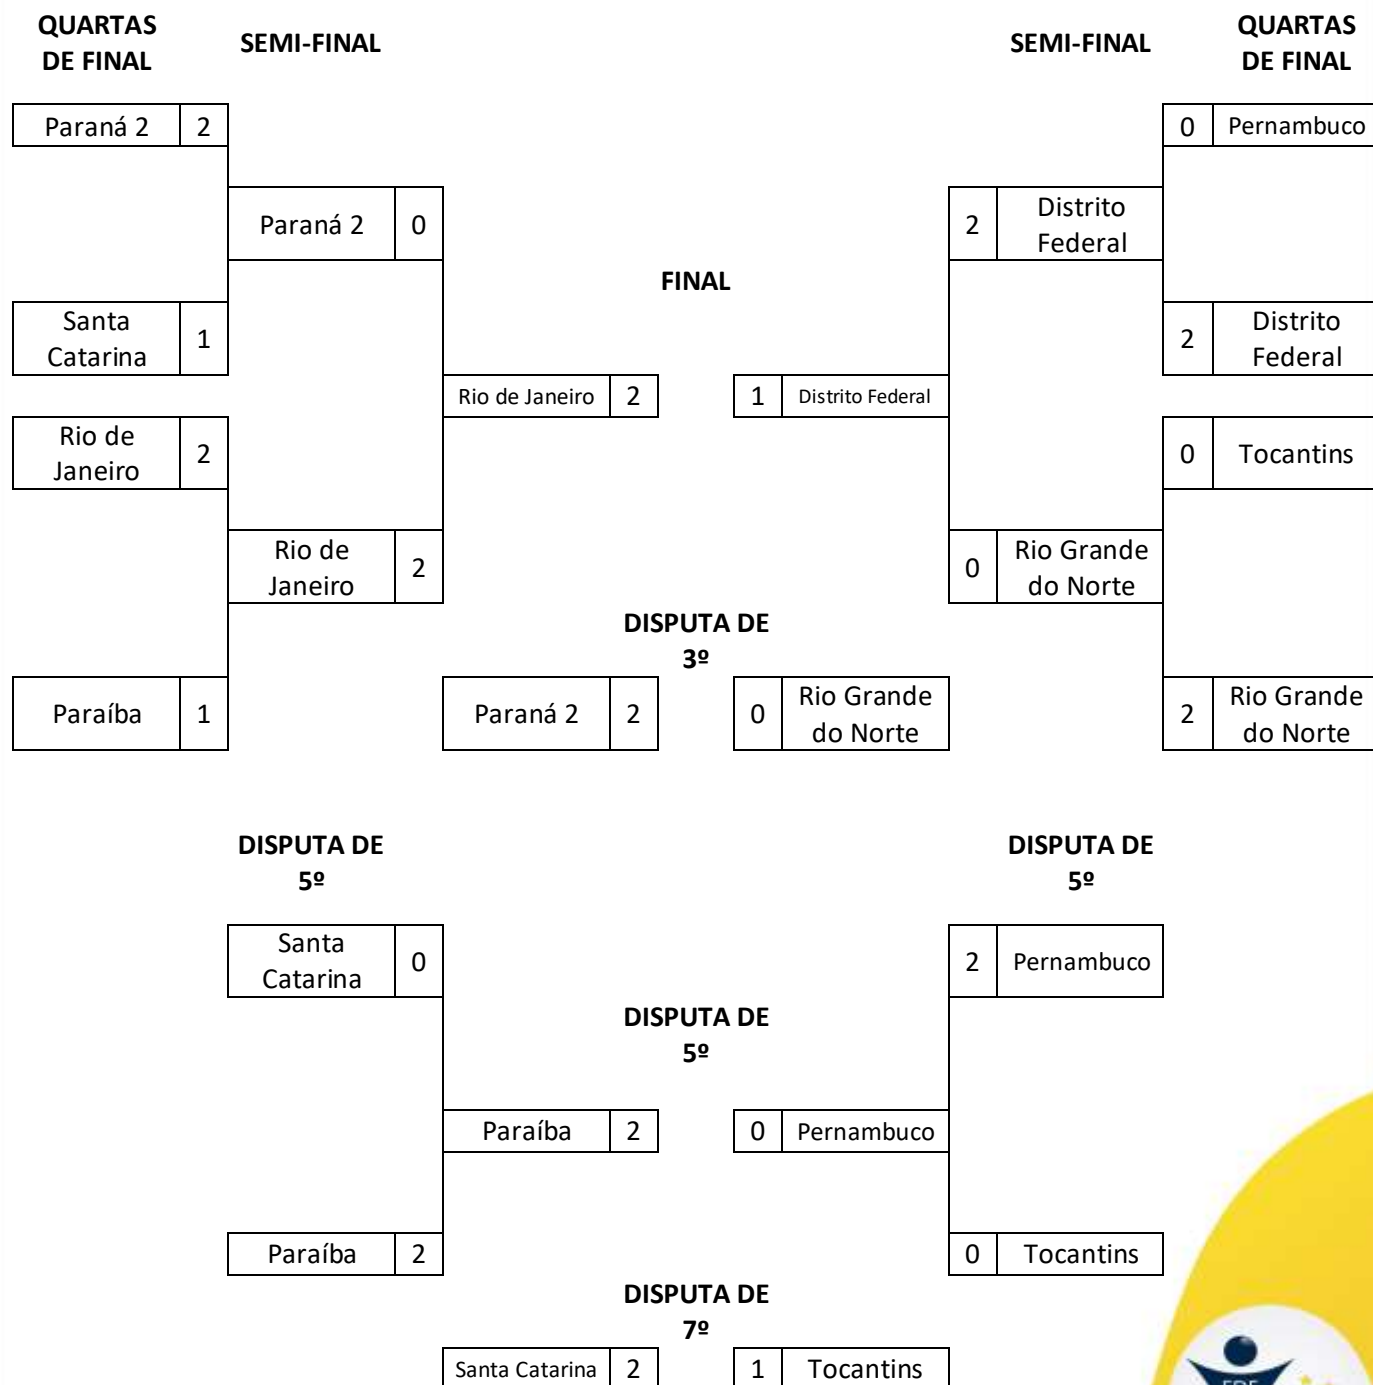 QUARTAS
DE FINAL
SEMI-FINAL
SEMI-FINAL
QUARTAS
DE FINAL
Paraná 2 2
0 Pernambuco
Paraná 2 0
2 Distrito
Federal
FINAL
Santa
Catarina 1
2 Distrito
Federal
Rio de Janeiro 2
1 Distrito Federal
Rio de
Janeiro 2
0 Tocantins
Rio de
Janeiro 2
0 Rio Grande
do Norte
DISPUTA DE
3º
Paraíba 1
Paraná 2 2
0 Rio Grande
do Norte
2 Rio Grande
do Norte
DISPUTA DE
5º
DISPUTA DE
5º
Santa
Catarina 0
2 Pernambuco
DISPUTA DE
5º
Paraíba 2
0 Pernambuco
Paraíba 2
0 Tocantins
DISPUTA DE
7º
Santa Catarina 2
1 Tocantins